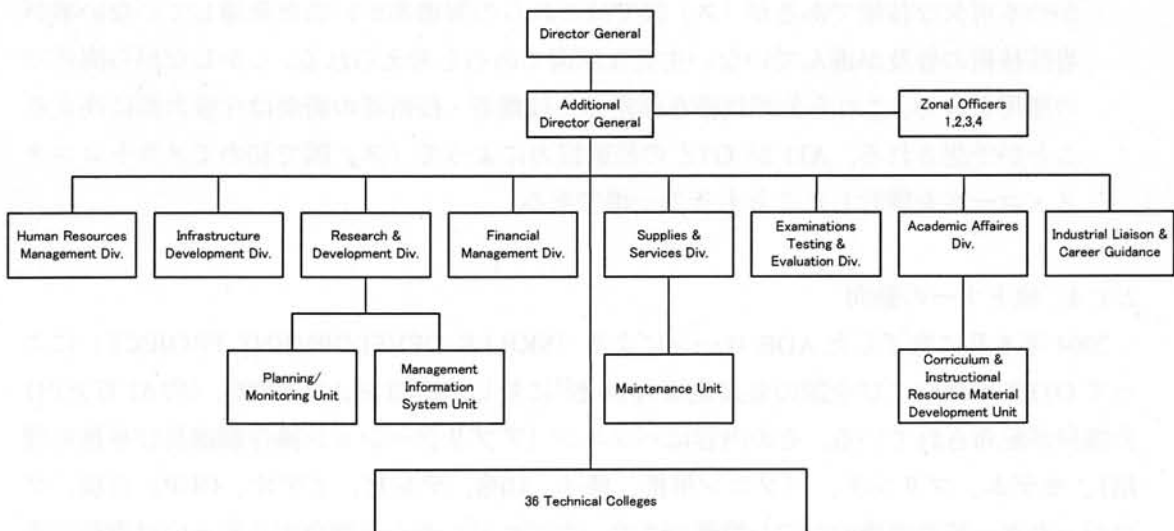 Director General
Additional
Director General
Zonal Officers
1,2,3,4
Human Resources
Management Div.
Infrastructure
Development Div.
Research &
Development Div.
Financial
Management Div.
Supplies &
Services Div.
Examinations
Testing &
Evaluation Div.
Academic Affaires
Div.
Industrial Liaison &
Career Guidance
Planning/
Monitoring Unit
Management
Information
System Unit
Maintenance Unit
Corriculum &
Instructional
Resource Material
Development Unit
36 Technical Colleges